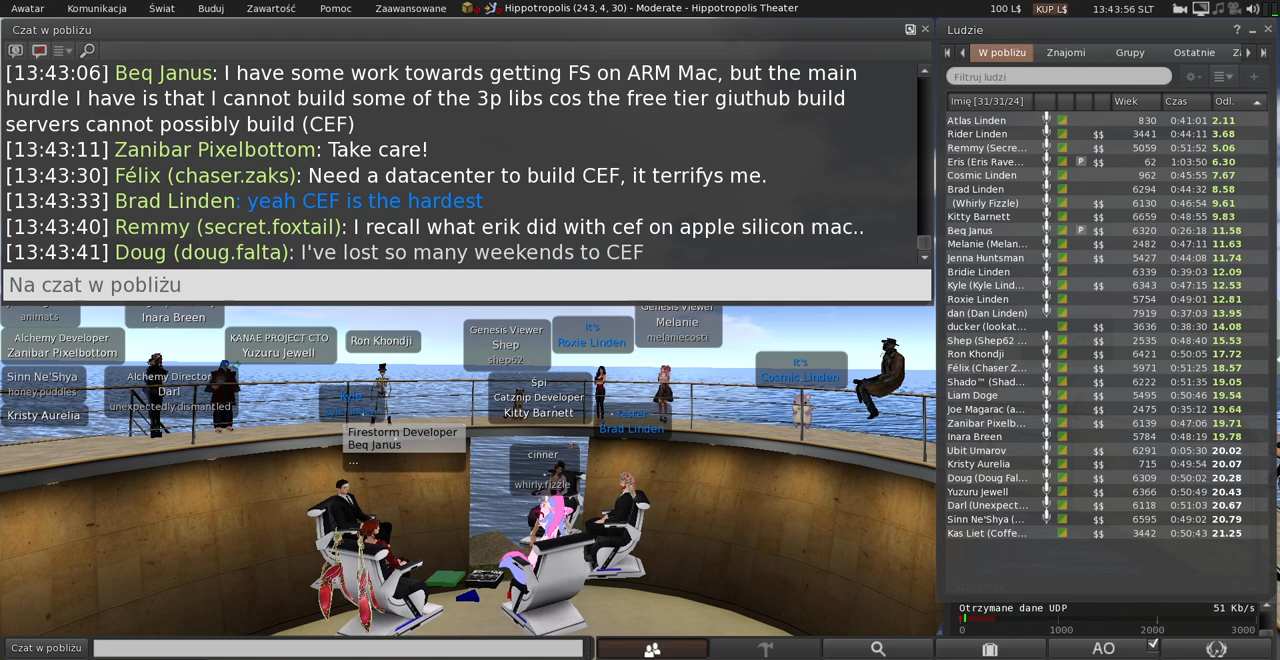 Awatar Komunikacja Świat Buduj Zawartość Pomoc Zaawansowane Hippotropolis (243, 4, 30) - Moderate - Hippotropolis Theater 100 L$ KUP L$ 13:43:56 SLT
Czat w pobliżu
[13:43:06] Beq Janus: I have some work towards getting FS on ARM Mac, but the main
hurdle I have is that I cannot build some of the 3p libs cos the free tier giuthub build
servers cannot possibly build (CEF)
[13:43:11] Zanibar Pixelbottom: Take care!
[13:43:30] Félix (chaser.zaks): Need a datacenter to build CEF, it terrifys me.
[13:43:33] Brad Linden: yeah CEF is the hardest
[13:43:40] Remmy (secret.foxtail): I recall what erik did with cef on apple silicon mac..
[13:43:41] Doug (doug.falta): I've lost so many weekends to CEF
Na czat w pobliżu
animats
Inara Breen
Alchemy Developer
Zanibar Pixelbottom
KANAE PROJECT CTO
Yuzuru Jewell
Ron Khondji
Genesis Viewer
Shep
shep62
It's
Roxie Linden
Genesis Viewer
Melanie
melaniecosti
Sinn Ne'Shya
honey.puddles
Kristy Aurelia
Alchemy Director
Darl
unexpectedly.dismantled
Kyle
Śpi
Catznip Developer
Kitty Barnett
Brad Linden
It's
Cosmic Linden
Firestorm Developer
Beq Janus
...
cinner
whirly.fizzle
Ludzie
W pobliżu Znajomi Grupy Ostatnie
Filtruj ludzi
Imię [31/31/24] Wiek Czas Odl.
Atlas Linden 830 0:41:01 2.11
Rider Linden $$ 3441 0:44:11 3.68
Remmy (Secre... $$ 5059 0:51:52 5.06
Eris (Eris Rave... P $$ 62 1:03:50 6.30
Cosmic Linden 962 0:45:55 7.67
Brad Linden 6294 0:44:32 8.58
(Whirly Fizzle) $$ 6130 0:46:54 9.61
Kitty Barnett $$ 6659 0:48:55 9.83
Beq Janus P $$ 6320 0:26:18 11.58
Melanie (Melan... $$ 2482 0:47:11 11.63
Jenna Huntsman $$ 5427 0:44:08 11.74
Bridie Linden 6339 0:39:03 12.09
Kyle (Kyle Lind... $$ 6343 0:47:15 12.53
Roxie Linden 5754 0:49:01 12.81
dan (Dan Linden) 7919 0:37:03 13.95
ducker (lookat... $$ 3636 0:38:30 14.08
Shep (Shep62 ... $$ 2535 0:48:40 15.53
Ron Khondji $$ 6421 0:50:05 17.72
Félix (Chaser Z... $$ 5971 0:51:25 18.57
Shado™ (Shad... $$ 6222 0:51:35 19.05
Liam Doge $$ 5495 0:50:46 19.54
Joe Magarac (a... $$ 2475 0:35:12 19.64
Zanibar Pixelb... $$ 6139 0:47:06 19.71
Inara Breen 5784 0:48:19 19.78
Ubit Umarov $$ 6291 0:05:30 20.02
Kristy Aurelia $$ 715 0:49:54 20.07
Doug (Doug Fal... $$ 6309 0:50:02 20.28
Yuzuru Jewell $$ 6366 0:50:49 20.43
Darl (Unexpect... $$ 6118 0:51:03 20.67
Sinn Ne'Shya (... $$ 6595 0:49:02 20.79
Kas Liet (Coffe... $$ 3442 0:50:43 21.25
Otrzymane dane UDP 51 Kb/s
0 1000 2000 3000
Czat w pobliżu
AO